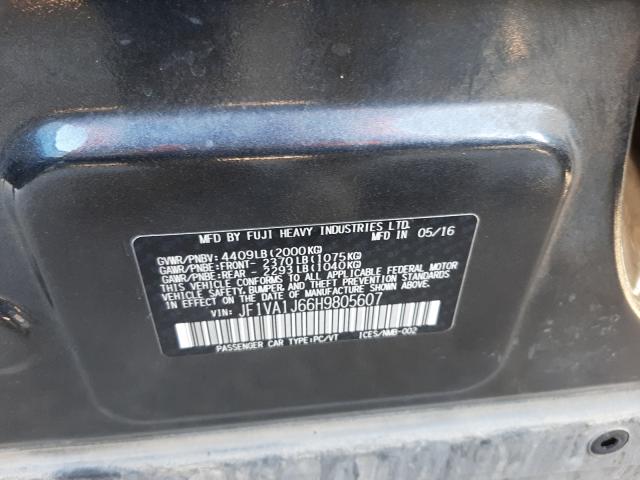 MFD BY FUJI HEAVY INDUSTRIES LTD. MFD IN 05/16
GVWR/PNBV: 4409LB(2000KG)
GAWR/PNBE:FRONT- 2370LB(1075KG)
GAWR/PNBE:REAR - 2293LB(1040KG)
THIS VEHICLE CONFORMS TO ALL APPLICABLE FEDERAL MOTOR
VEHICLE SAFETY, BUMPER, AND THEFT PREVENTION STANDARDS
IN EFFECT ON THE DATE OF MANUFACTURE SHOWN ABOVE.
VIN: JF1VA1J66H9805607
PASSENGER CAR TYPE:PC/VT ICES/NMB-002